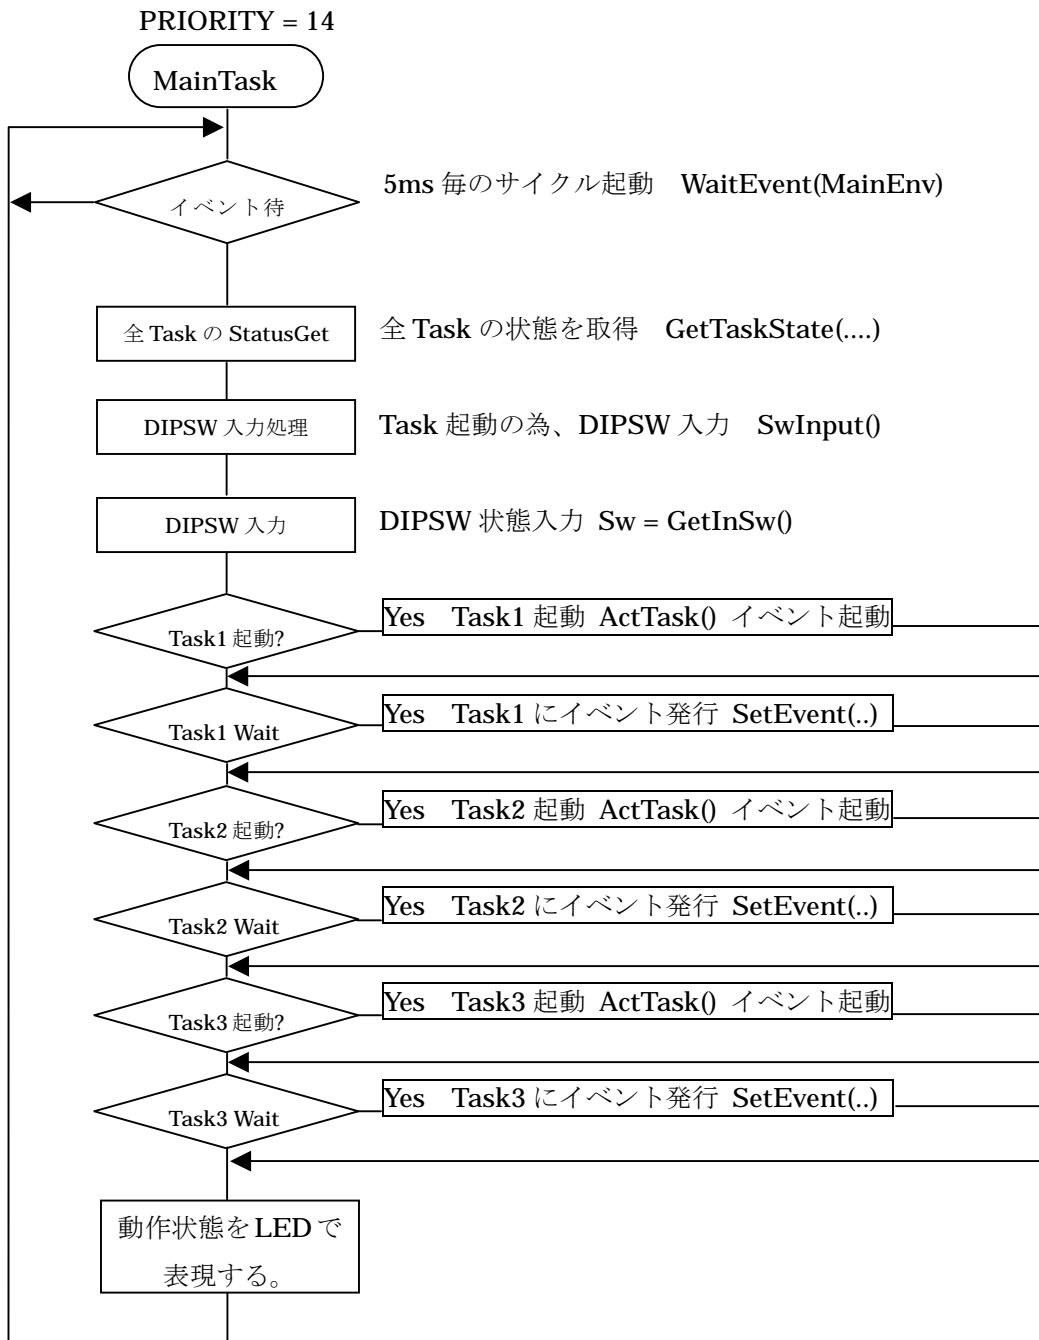 PRIORITY = 14
MainTask
イベント待
5ms 毎のサイクル起動 WaitEvent(MainEnv)
全 Task の StatusGet
全 Task の状態を取得 GetTaskState(....)
DIPSW 入力処理
Task 起動の為、DIPSW 入力 SwInput()
DIPSW 入力
DIPSW 状態入力 Sw = GetInSw()
Task1 起動?
Yes Task1 起動 ActTask() イベント起動
Task1 Wait
Yes Task1 にイベント発行 SetEvent(..)
Task2 起動?
Yes Task2 起動 ActTask() イベント起動
Task2 Wait
Yes Task2 にイベント発行 SetEvent(..)
Task3 起動?
Yes Task3 起動 ActTask() イベント起動
Task3 Wait
Yes Task3 にイベント発行 SetEvent(..)
動作状態を LED で
表現する。